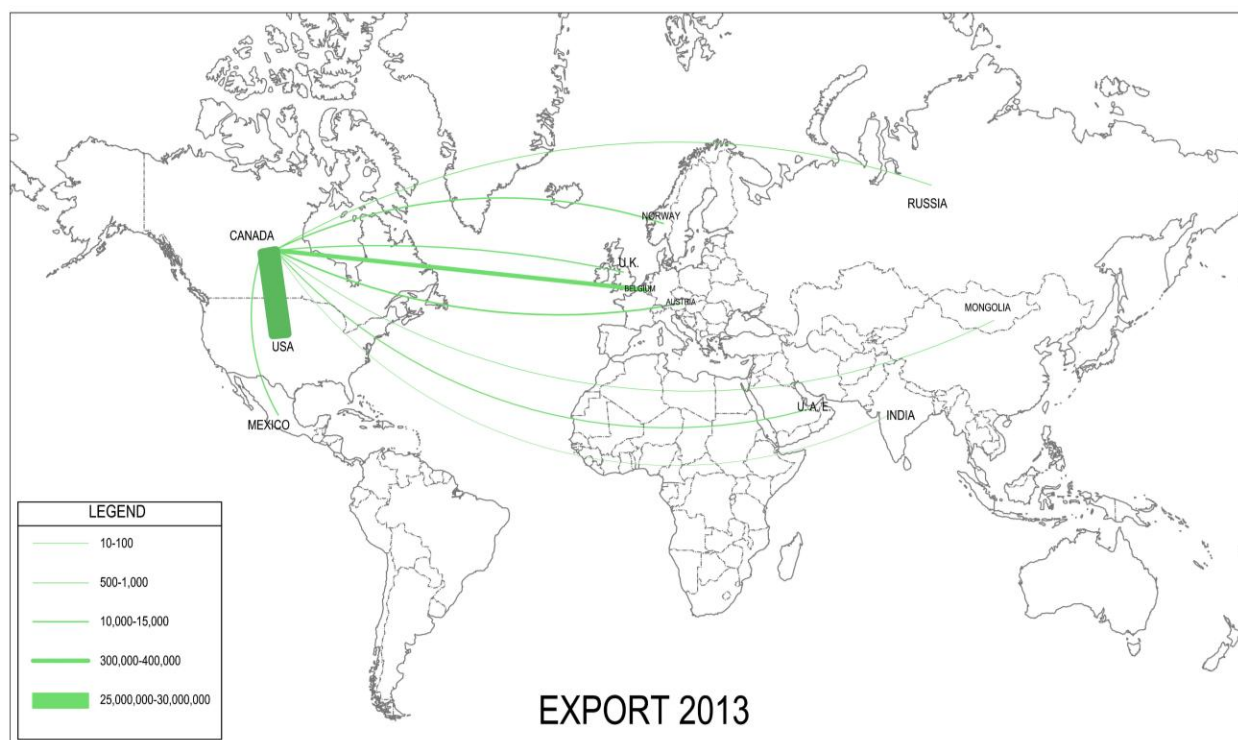 RUSSIA
NORWAY
CANADA
U.K.
BELGIUM
AUSTRIA
MONGOLIA
USA
U. A. E.
INDIA
MEXICO
LEGEND
10-100
500-1,000
10,000-15,000
300,000-400,000
25,000,000-30,000,000
EXPORT 2013